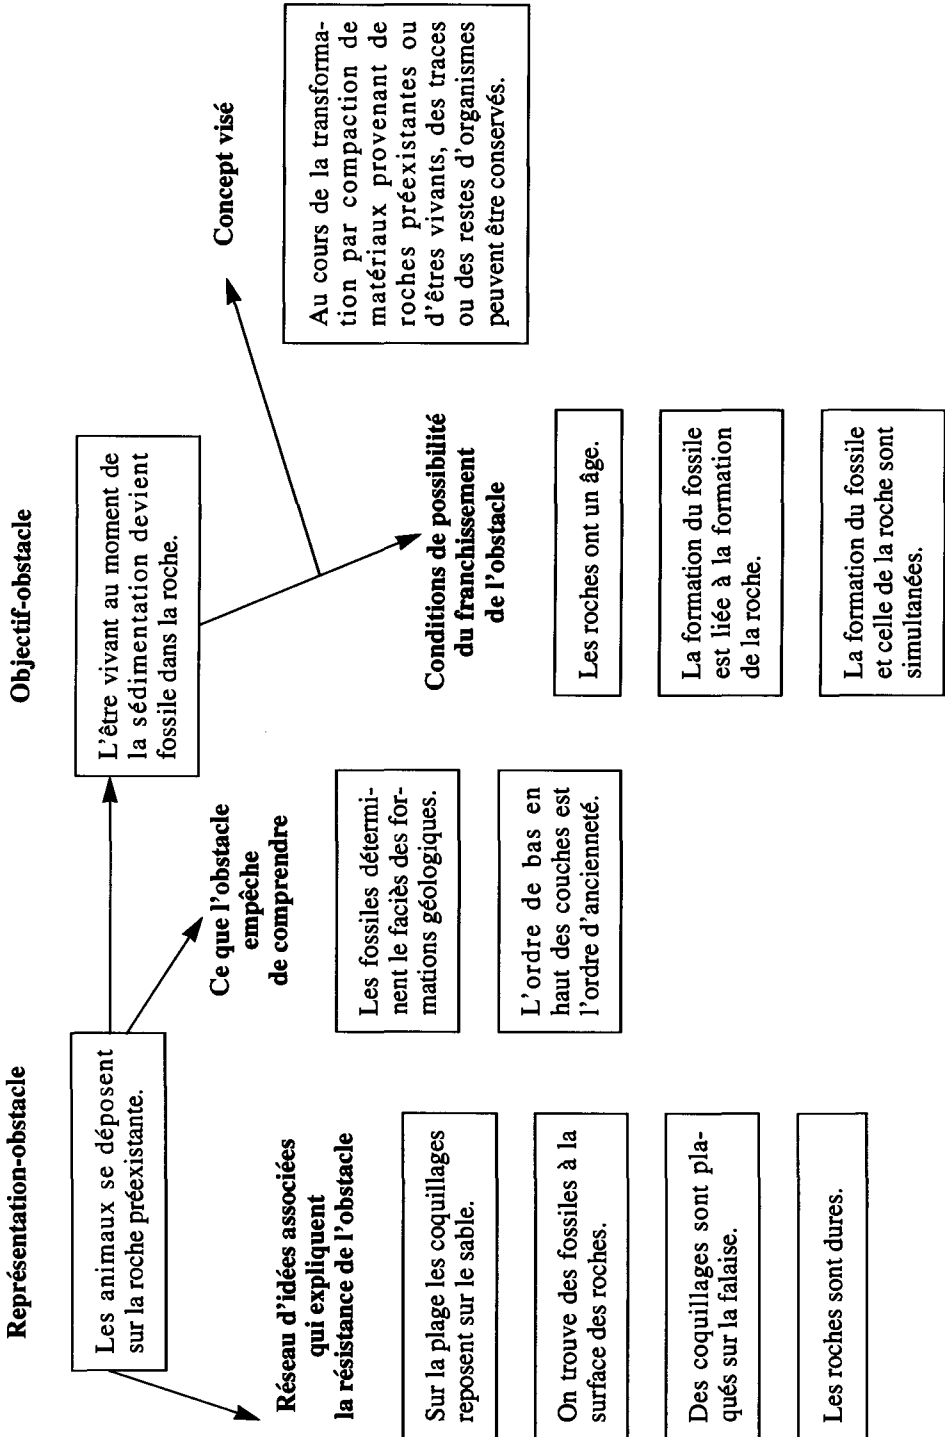 Représentation-obstacle
Les animaux se déposent
sur la roche préexistante.
Réseau d'idées associées
qui expliquent
la résistance de l'obstacle
Sur la plage les coquillages
reposent sur le sable.
On trouve des fossiles à la
surface des roches.
Des coquillages sont pla-
qués sur la falaise.
Les roches sont dures.
Ce que l'obstacle
empêche
de comprendre
Les fossiles détermi-
nent le faciès des for-
mations géologiques.
L'ordre de bas en
haut des couches est
l'ordre d'ancienneté.
Objectif-obstacle
L'être vivant au moment de
la sédimentation devient
fossile dans la roche.
Conditions de possibilité
du franchissement
de l'obstacle
Les roches ont un âge.
La formation du fossile
est liée à la formation
de la roche.
La formation du fossile
et celle de la roche sont
simultanées.
Concept visé
Au cours de la transforma-
tion par compaction de
matériaux provenant de
roches préexistantes ou
d'êtres vivants, des traces
ou des restes d'organismes
peuvent être conservés.